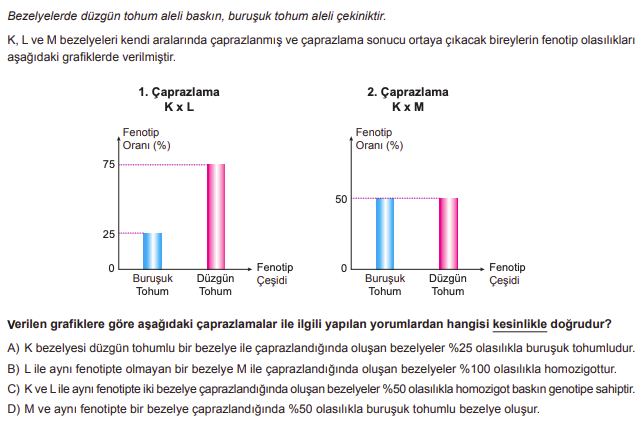 Bezelyelerde düzgün tohum aleli baskın, buruşuk tohum aleli çekiniktir.
K, L ve M bezelyeleri kendi aralarında çaprazlanmış ve çaprazlama sonucu ortaya çıkacak bireylerin fenotip olasılıkları
aşağıdaki grafiklerde verilmiştir.
1. Çaprazlama
K x L
Fenotip
Oranı (%)
75
25
0
Buruşuk
Tohum
Düzgün
Tohum
Fenotip
Çeşidi
2. Çaprazlama
K x M
Fenotip
Oranı (%)
50
0
Buruşuk
Tohum
Düzgün
Tohum
Fenotip
Çeşidi
Verilen grafiklere göre aşağıdaki çaprazlamalar ile ilgili yapılan yorumlardan hangisi kesinlikle doğrudur?
A) K bezelyesi düzgün tohumlu bir bezelye ile çaprazlandığında oluşan bezelyeler %25 olasılıkla buruşuk tohumludur.
B) L ile aynı fenotipte olmayan bir bezelye M ile çaprazlandığında oluşan bezelyeler %100 olasılıkla homozigottur.
C) K ve L ile aynı fenotipte iki bezelye çaprazlandığında oluşan bezelyeler %50 olasılıkla homozigot baskın genotipe sahiptir.
D) M ve aynı fenotipte bir bezelye çaprazlandığında %50 olasılıkla buruşuk tohumlu bezelye oluşur.